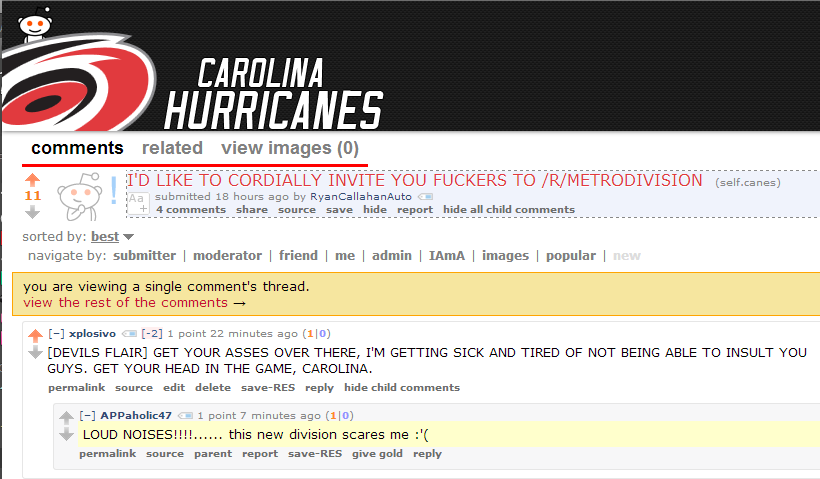 CAROLINA
HURRICANES
comments related view images (0)
11 I'D LIKE TO CORDIALLY INVITE YOU FUCKERS TO /R/METRODIVISION (self.canes)
Aa + submitted 18 hours ago by RyanCallahanAuto
4 comments share source save hide report hide all child comments
sorted by: best
navigate by: submitter | moderator | friend | me | admin | IAmA | images | popular | new
you are viewing a single comment's thread.
view the rest of the comments →
[–] xplosivo [-2] 1 point 22 minutes ago (1|0)
[DEVILS FLAIR] GET YOUR ASSES OVER THERE, I'M GETTING SICK AND TIRED OF NOT BEING ABLE TO INSULT YOU
GUYS. GET YOUR HEAD IN THE GAME, CAROLINA.
permalink source edit delete save-RES reply hide child comments
[–] APPaholic47 1 point 7 minutes ago (1|0)
LOUD NOISES!!!!...... this new division scares me :'(
permalink source parent report save-RES give gold reply